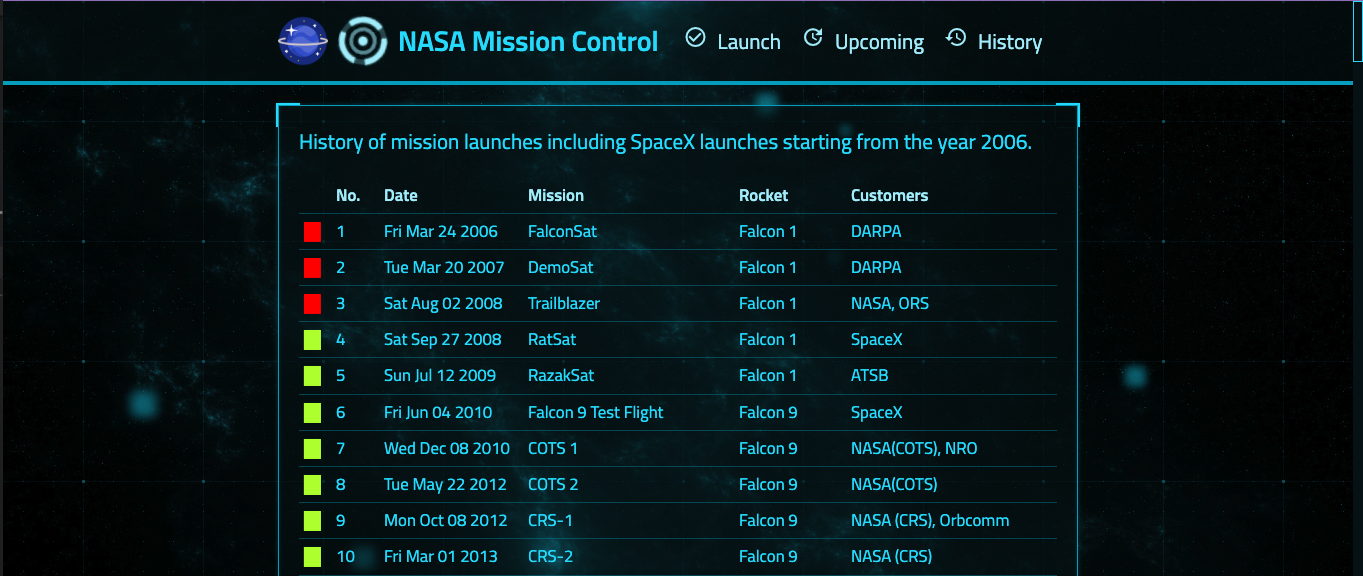 NASA Mission Control Launch Upcoming History
History of mission launches including SpaceX launches starting from the year 2006.
No. Date Mission Rocket Customers
1 Fri Mar 24 2006 FalconSat Falcon 1 DARPA
2 Tue Mar 20 2007 DemoSat Falcon 1 DARPA
3 Sat Aug 02 2008 Trailblazer Falcon 1 NASA, ORS
4 Sat Sep 27 2008 RatSat Falcon 1 SpaceX
5 Sun Jul 12 2009 RazakSat Falcon 1 ATSB
6 Fri Jun 04 2010 Falcon 9 Test Flight Falcon 9 SpaceX
7 Wed Dec 08 2010 COTS 1 Falcon 9 NASA(COTS), NRO
8 Tue May 22 2012 COTS 2 Falcon 9 NASA(COTS)
9 Mon Oct 08 2012 CRS-1 Falcon 9 NASA (CRS), Orbcomm
10 Fri Mar 01 2013 CRS-2 Falcon 9 NASA (CRS)